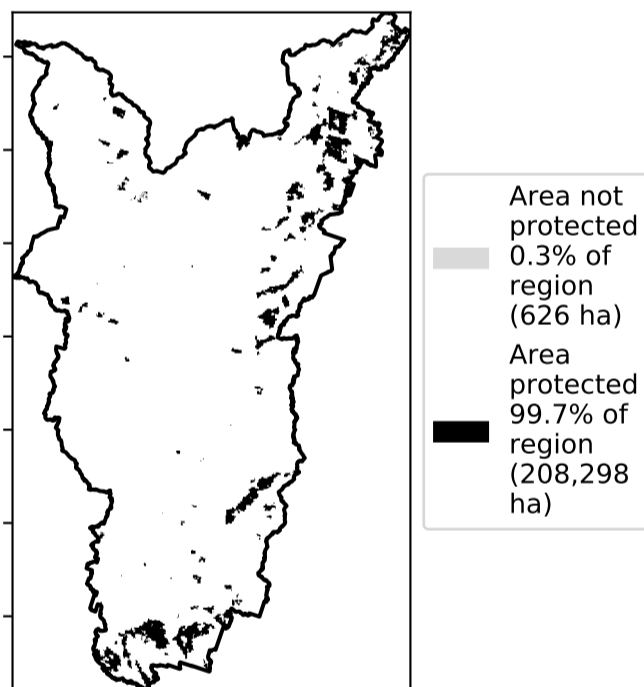 Area not
protected
0.3% of
region
(626 ha)
Area
protected
99.7% of
region
(208,298
ha)